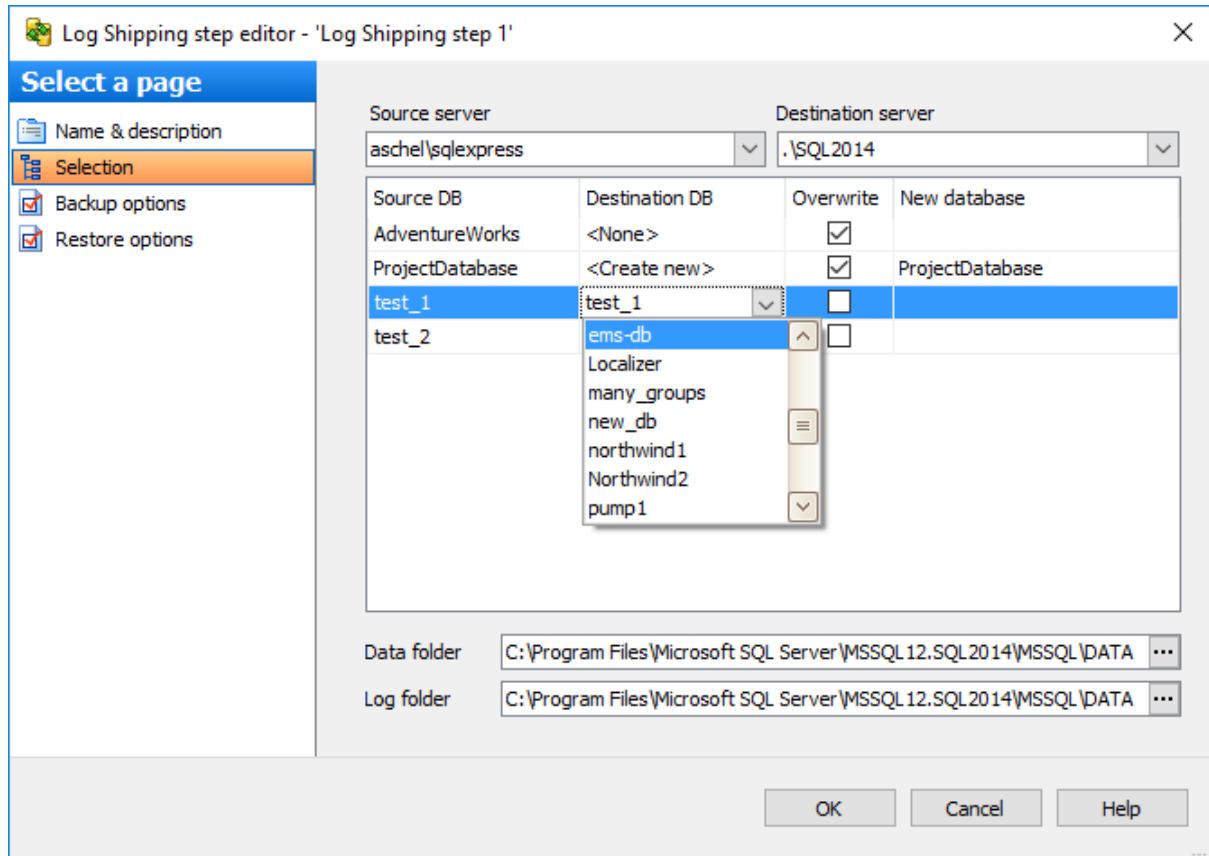 Log Shipping step editor - 'Log Shipping step 1'
Select a page
Name & description
Selection
Backup options
Restore options
Source server
Destination server
aschel\sqlexpress
.\SQL2014
Source DB Destination DB Overwrite New database
AdventureWorks <None>
ProjectDatabase <Create new> ProjectDatabase
test_1 test_1
test_2
ems-db
Localizer
many_groups
new_db
northwind1
Northwind2
pump1
Data folder C:\Program Files\Microsoft SQL Server\MSSQL12.SQL2014\MSSQL\DATA ...
Log folder C:\Program Files\Microsoft SQL Server\MSSQL12.SQL2014\MSSQL\DATA ...
OK Cancel Help